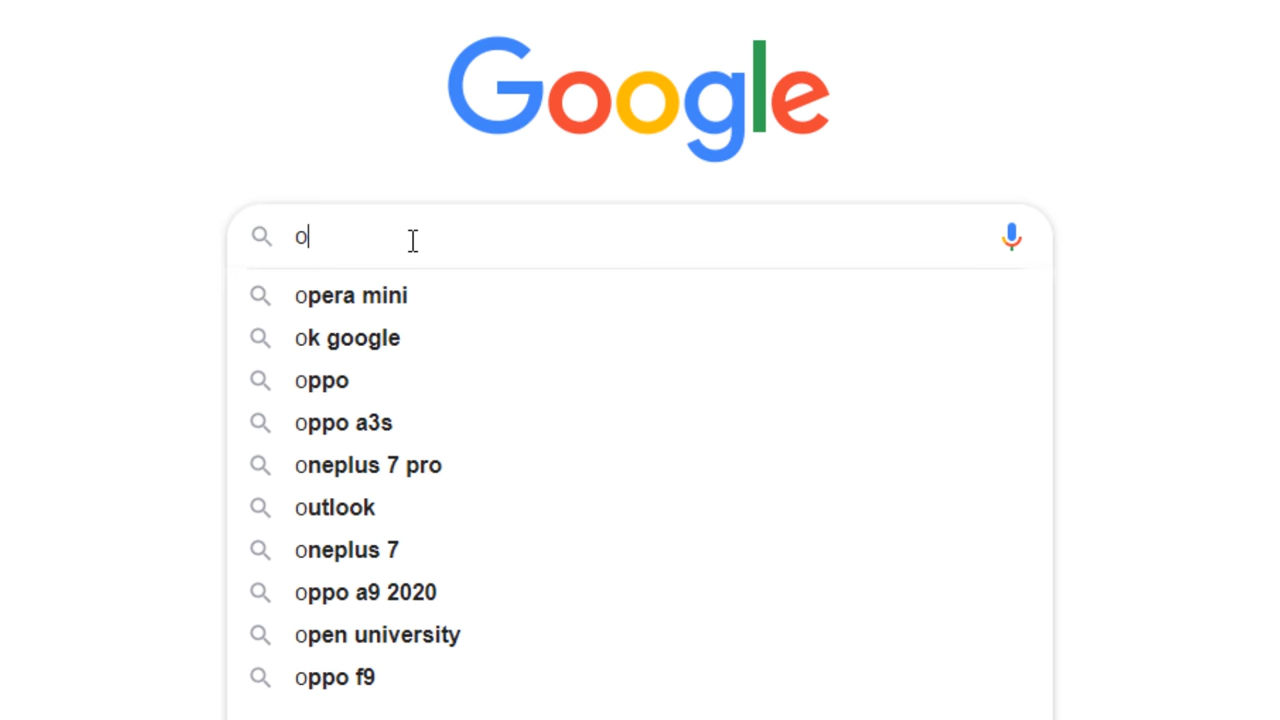 Google
o
opera mini
ok google
oppo
oppo a3s
oneplus 7 pro
outlook
oneplus 7
oppo a9 2020
open university
oppo f9